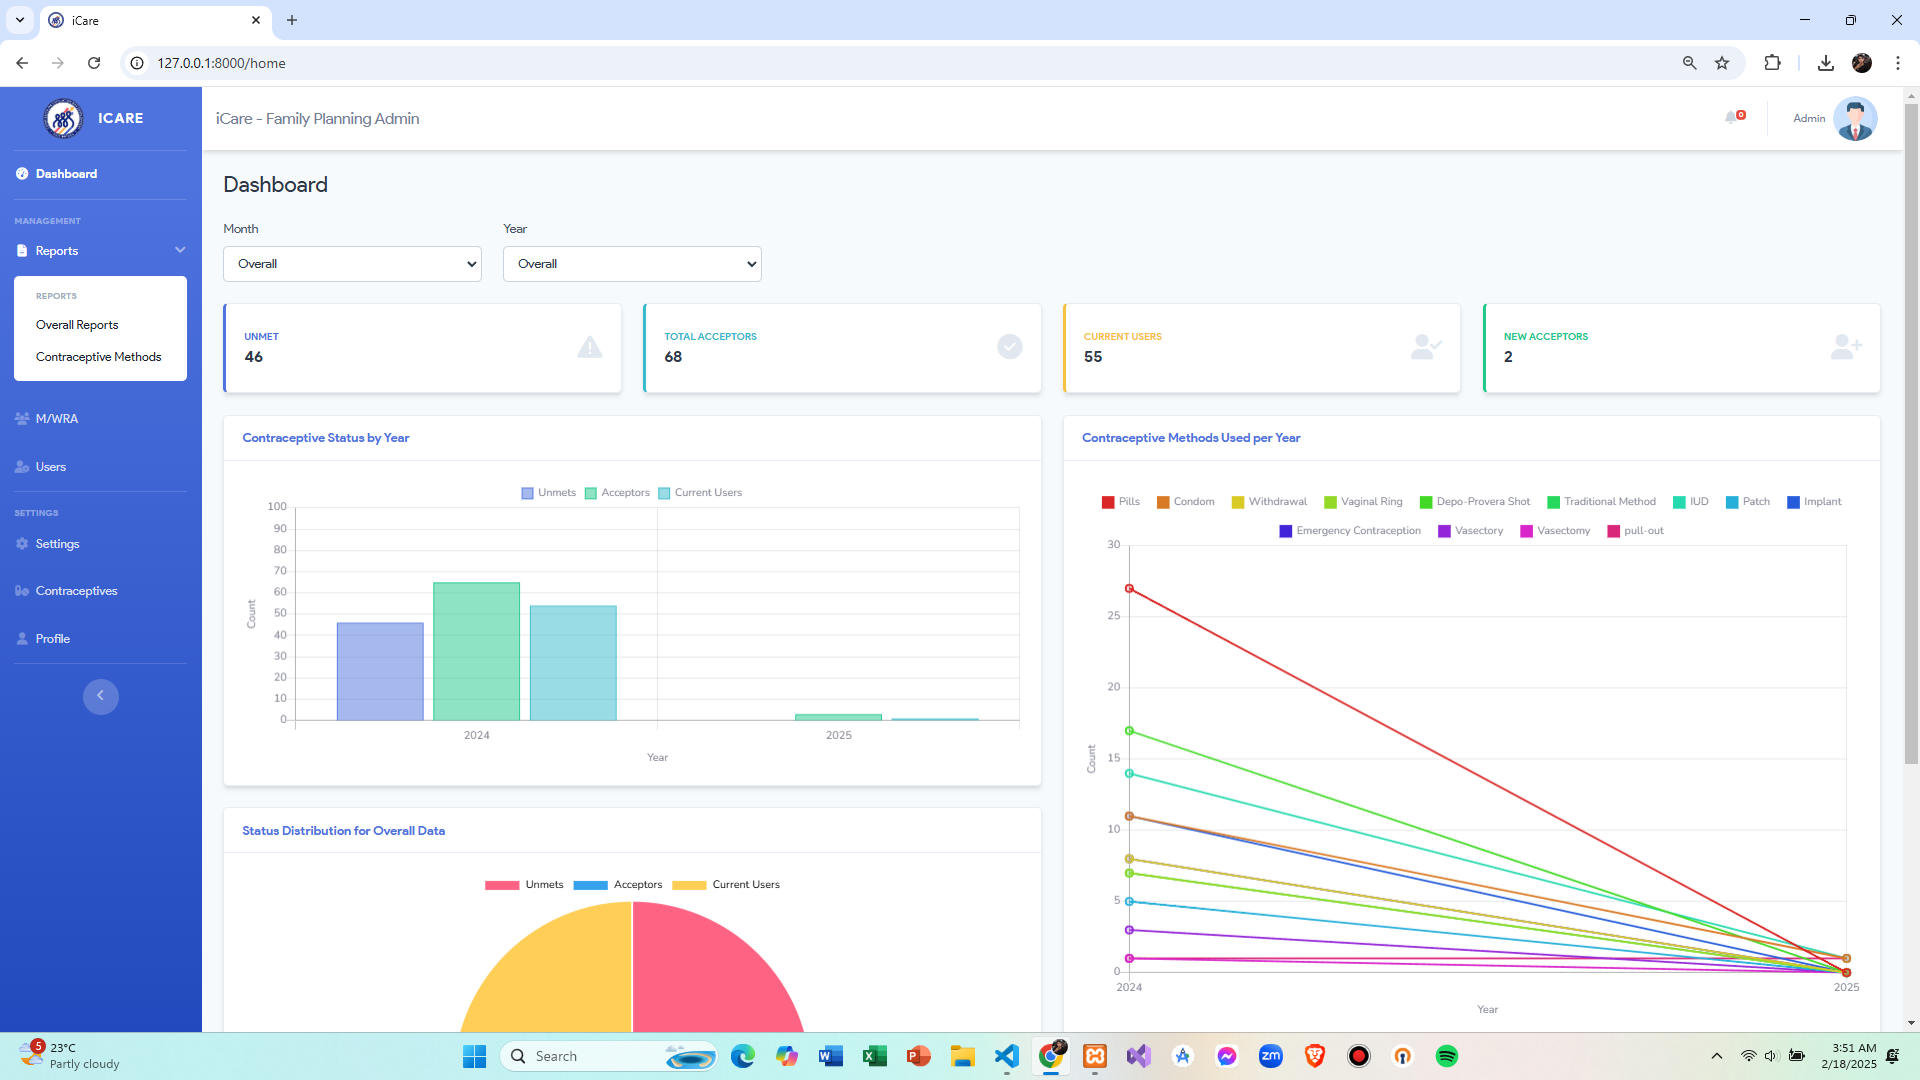 iCare
127.0.0.1:8000/home
ICARE
iCare - Family Planning Admin
0
Admin
Dashboard
MANAGEMENT
Reports
REPORTS
Overall Reports
Contraceptive Methods
M/WRA
Users
SETTINGS
Settings
Contraceptives
Profile
Dashboard
Month
Year
Overall
Overall
UNMET
46
TOTAL ACCEPTORS
68
CURRENT USERS
55
NEW ACCEPTORS
2
Contraceptive Status by Year
Unmets Acceptors Current Users
100
90
80
70
60
50
40
30
20
10
0
Count
2024 2025
Year
Contraceptive Methods Used per Year
Pills Condom Withdrawal Vaginal Ring Depo-Provera Shot Traditional Method IUD Patch Implant
Emergency Contraception Vasectory Vasectomy pull-out
30
25
20
15
10
5
0
Count
2024 2025
Year
Status Distribution for Overall Data
Unmets Acceptors Current Users
5
23°C
Partly cloudy
Search
zm
3:51 AM
2/18/2025